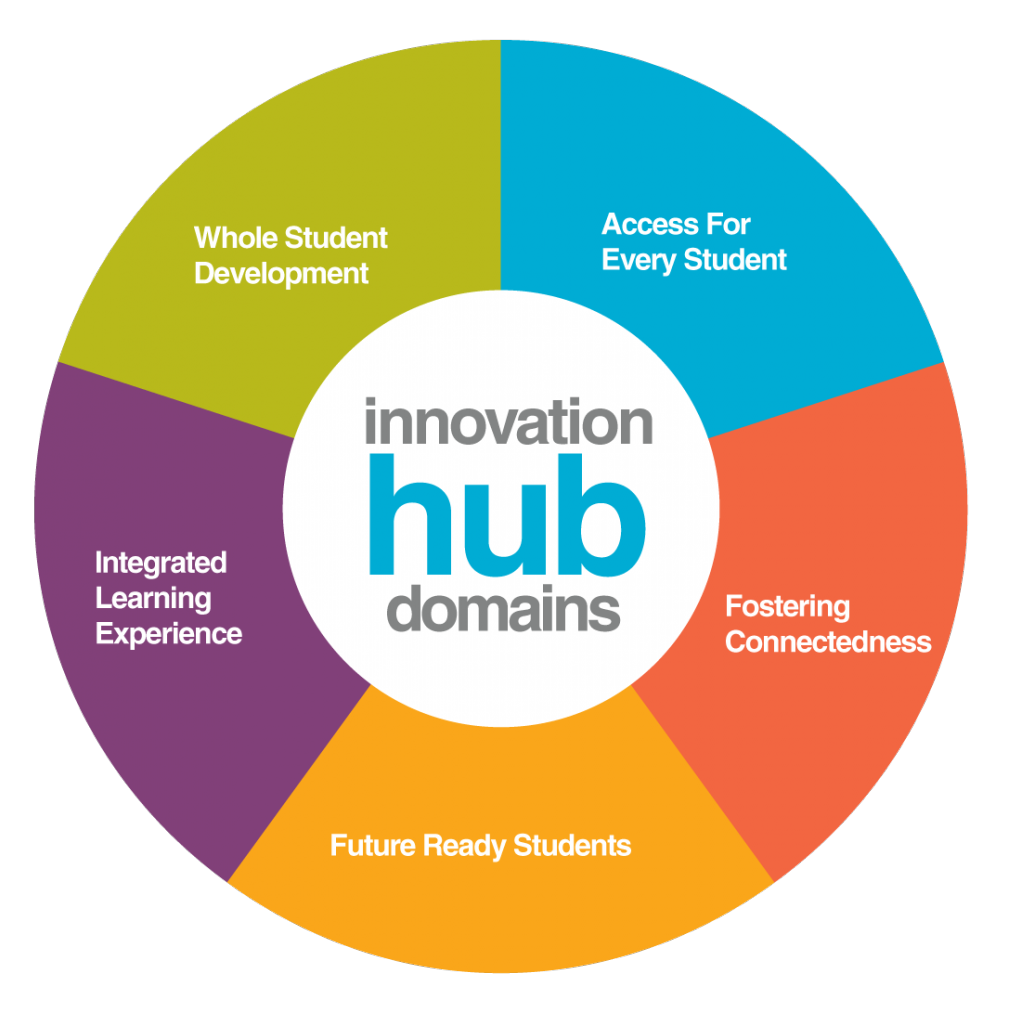 Whole Student
Development
Access For
Every Student
innovation
hub
domains
Integrated
Learning
Experience
Fostering
Connectedness
Future Ready Students